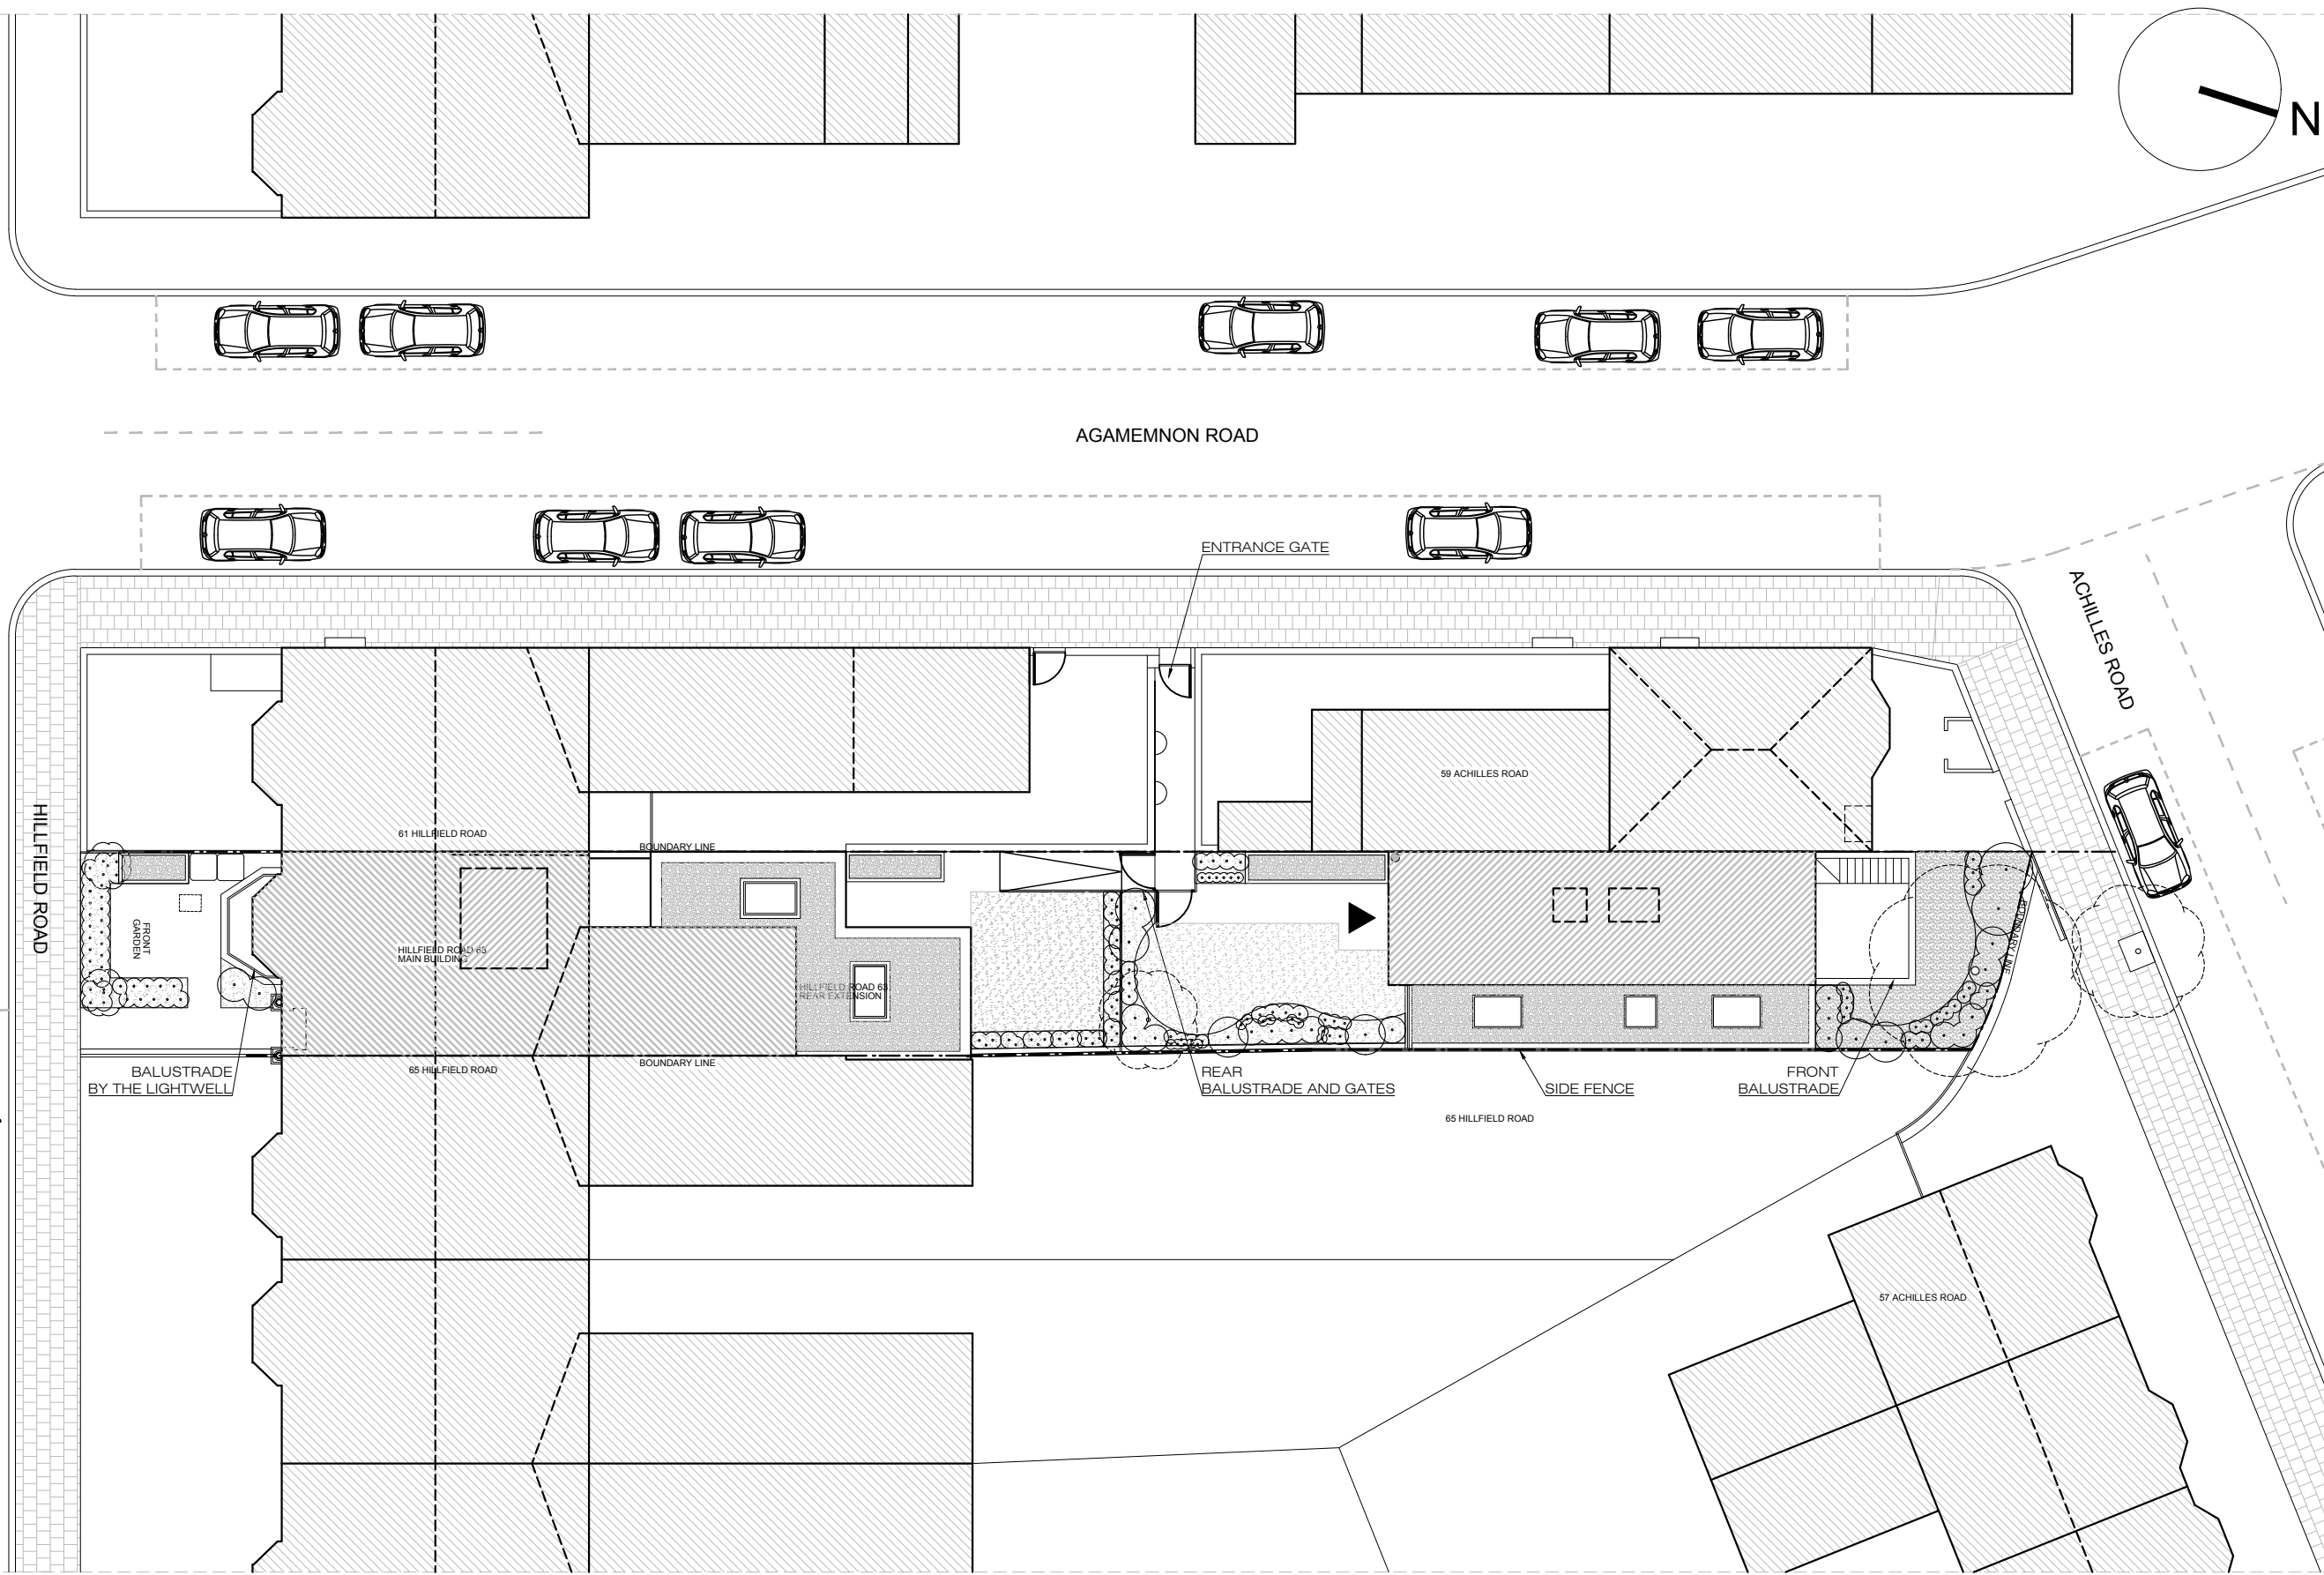 N
AGAMEMNON ROAD
ENTRANCE GATE
ACHILLES ROAD
HILLFIELD ROAD
59 ACHILLES ROAD
61 HILLFIELD ROAD
BOUNDARY LINE
FRONT
GARDEN
HILLFIELD ROAD 63
MAIN BUILDING
HILLFIELD ROAD 63
REAR EXTENSION
BOUNDARY LINE
BALUSTRADE
BY THE LIGHTWELL
65 HILLFIELD ROAD
BOUNDARY LINE
REAR
BALUSTRADE AND GATES
SIDE FENCE
FRONT
BALUSTRADE
65 HILLFIELD ROAD
57 ACHILLES ROAD